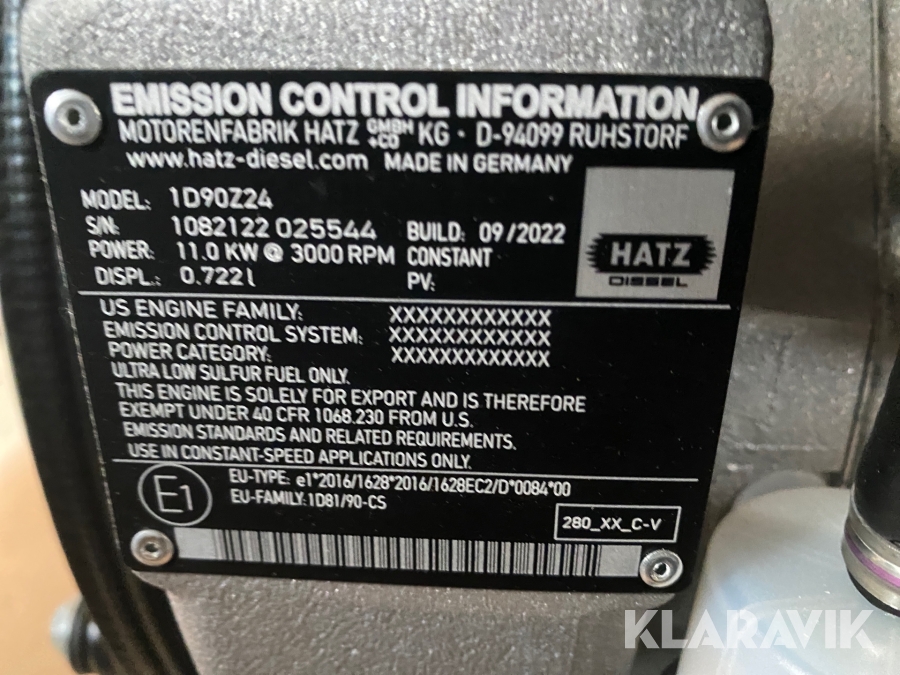 EMISSION CONTROL INFORMATION
MOTORENFABRIK HATZ GMBH +CO KG · D-94099 RUHSTORF
www.hatz-diesel.com MADE IN GERMANY
MODEL: 1D90Z24
S/N: 1082122 025544 BUILD: 09/2022
POWER: 11.0 KW @ 3000 RPM CONSTANT
DISPL.: 0.722 l PV:
HATZ
DIESEL
US ENGINE FAMILY: XXXXXXXXXXXX
EMISSION CONTROL SYSTEM: XXXXXXXXXXXX
POWER CATEGORY: XXXXXXXXXXXX
ULTRA LOW SULFUR FUEL ONLY.
THIS ENGINE IS SOLELY FOR EXPORT AND IS THEREFORE
EXEMPT UNDER 40 CFR 1068.230 FROM U.S.
EMISSION STANDARDS AND RELATED REQUIREMENTS.
USE IN CONSTANT-SPEED APPLICATIONS ONLY.
E1
EU-TYPE: e1*2016/1628*2016/1628EC2/D*0084*00
EU-FAMILY: 1D81/90-CS
280_XX_C-V
KLARAVIK